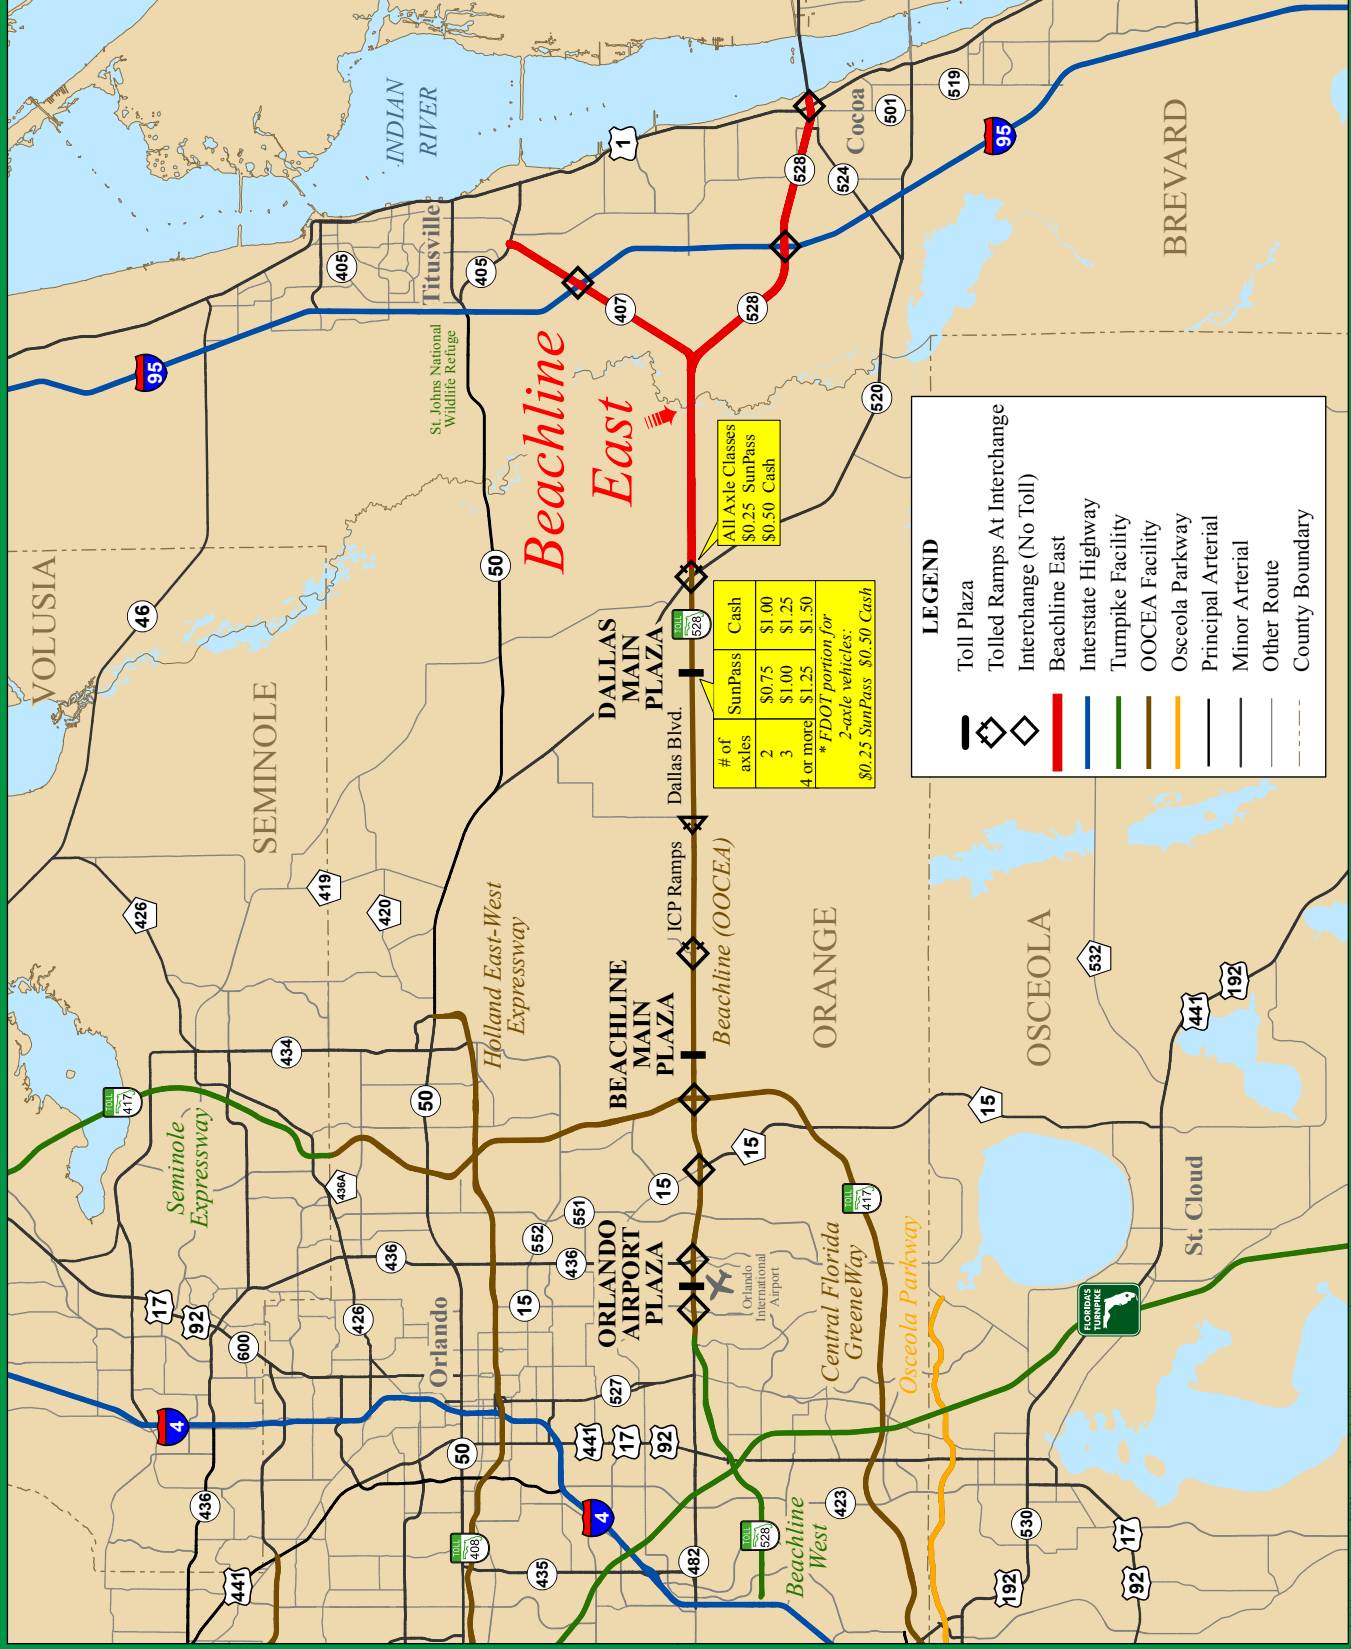 VOLUSIA
SEMINOLE
ORANGE
OSCEOLA
BREVARD
INDIAN
RIVER
Titusville
Cocoa
Orlando
St. Cloud
St. Johns National
Wildlife Refuge
Beachline
East
Seminole
Expressway
Holland East-West
Expressway
Beachline (OOCEA)
Central Florida
GreeneWay
Osceola Parkway
Beachline
West
Orlando
International
Airport
ORLANDO
AIRPORT
PLAZA
BEACHLINE
MAIN
PLAZA
ICP Ramps
Dallas Blvd.
DALLAS
MAIN
PLAZA
All Axle Classes
$0.25 SunPass
$0.50 Cash
# of
axles SunPass Cash
2 $0.75 $1.00
3 $1.00 $1.25
4 or more $1.25 $1.50
* FDOT portion for
2-axle vehicles:
$0.25 SunPass $0.50 Cash
LEGEND
Toll Plaza
Tolled Ramps At Interchange
Interchange (No Toll)
Beachline East
Interstate Highway
Turnpike Facility
OOCEA Facility
Osceola Parkway
Principal Arterial
Minor Arterial
Other Route
County Boundary
FLORIDA'S
TURNPIKE
TOLL
417
TOLL
417
TOLL
408
TOLL
528
TOLL
528
95
95
4
4
1
46
50
50
50
405
405
407
528
528
524
501
519
520
426
426
419
420
434
436A
436
436
436
17
92
600
441
435
482
527
441
17
92
15
15
15
15
552
551
423
530
192
17
92
532
441
192